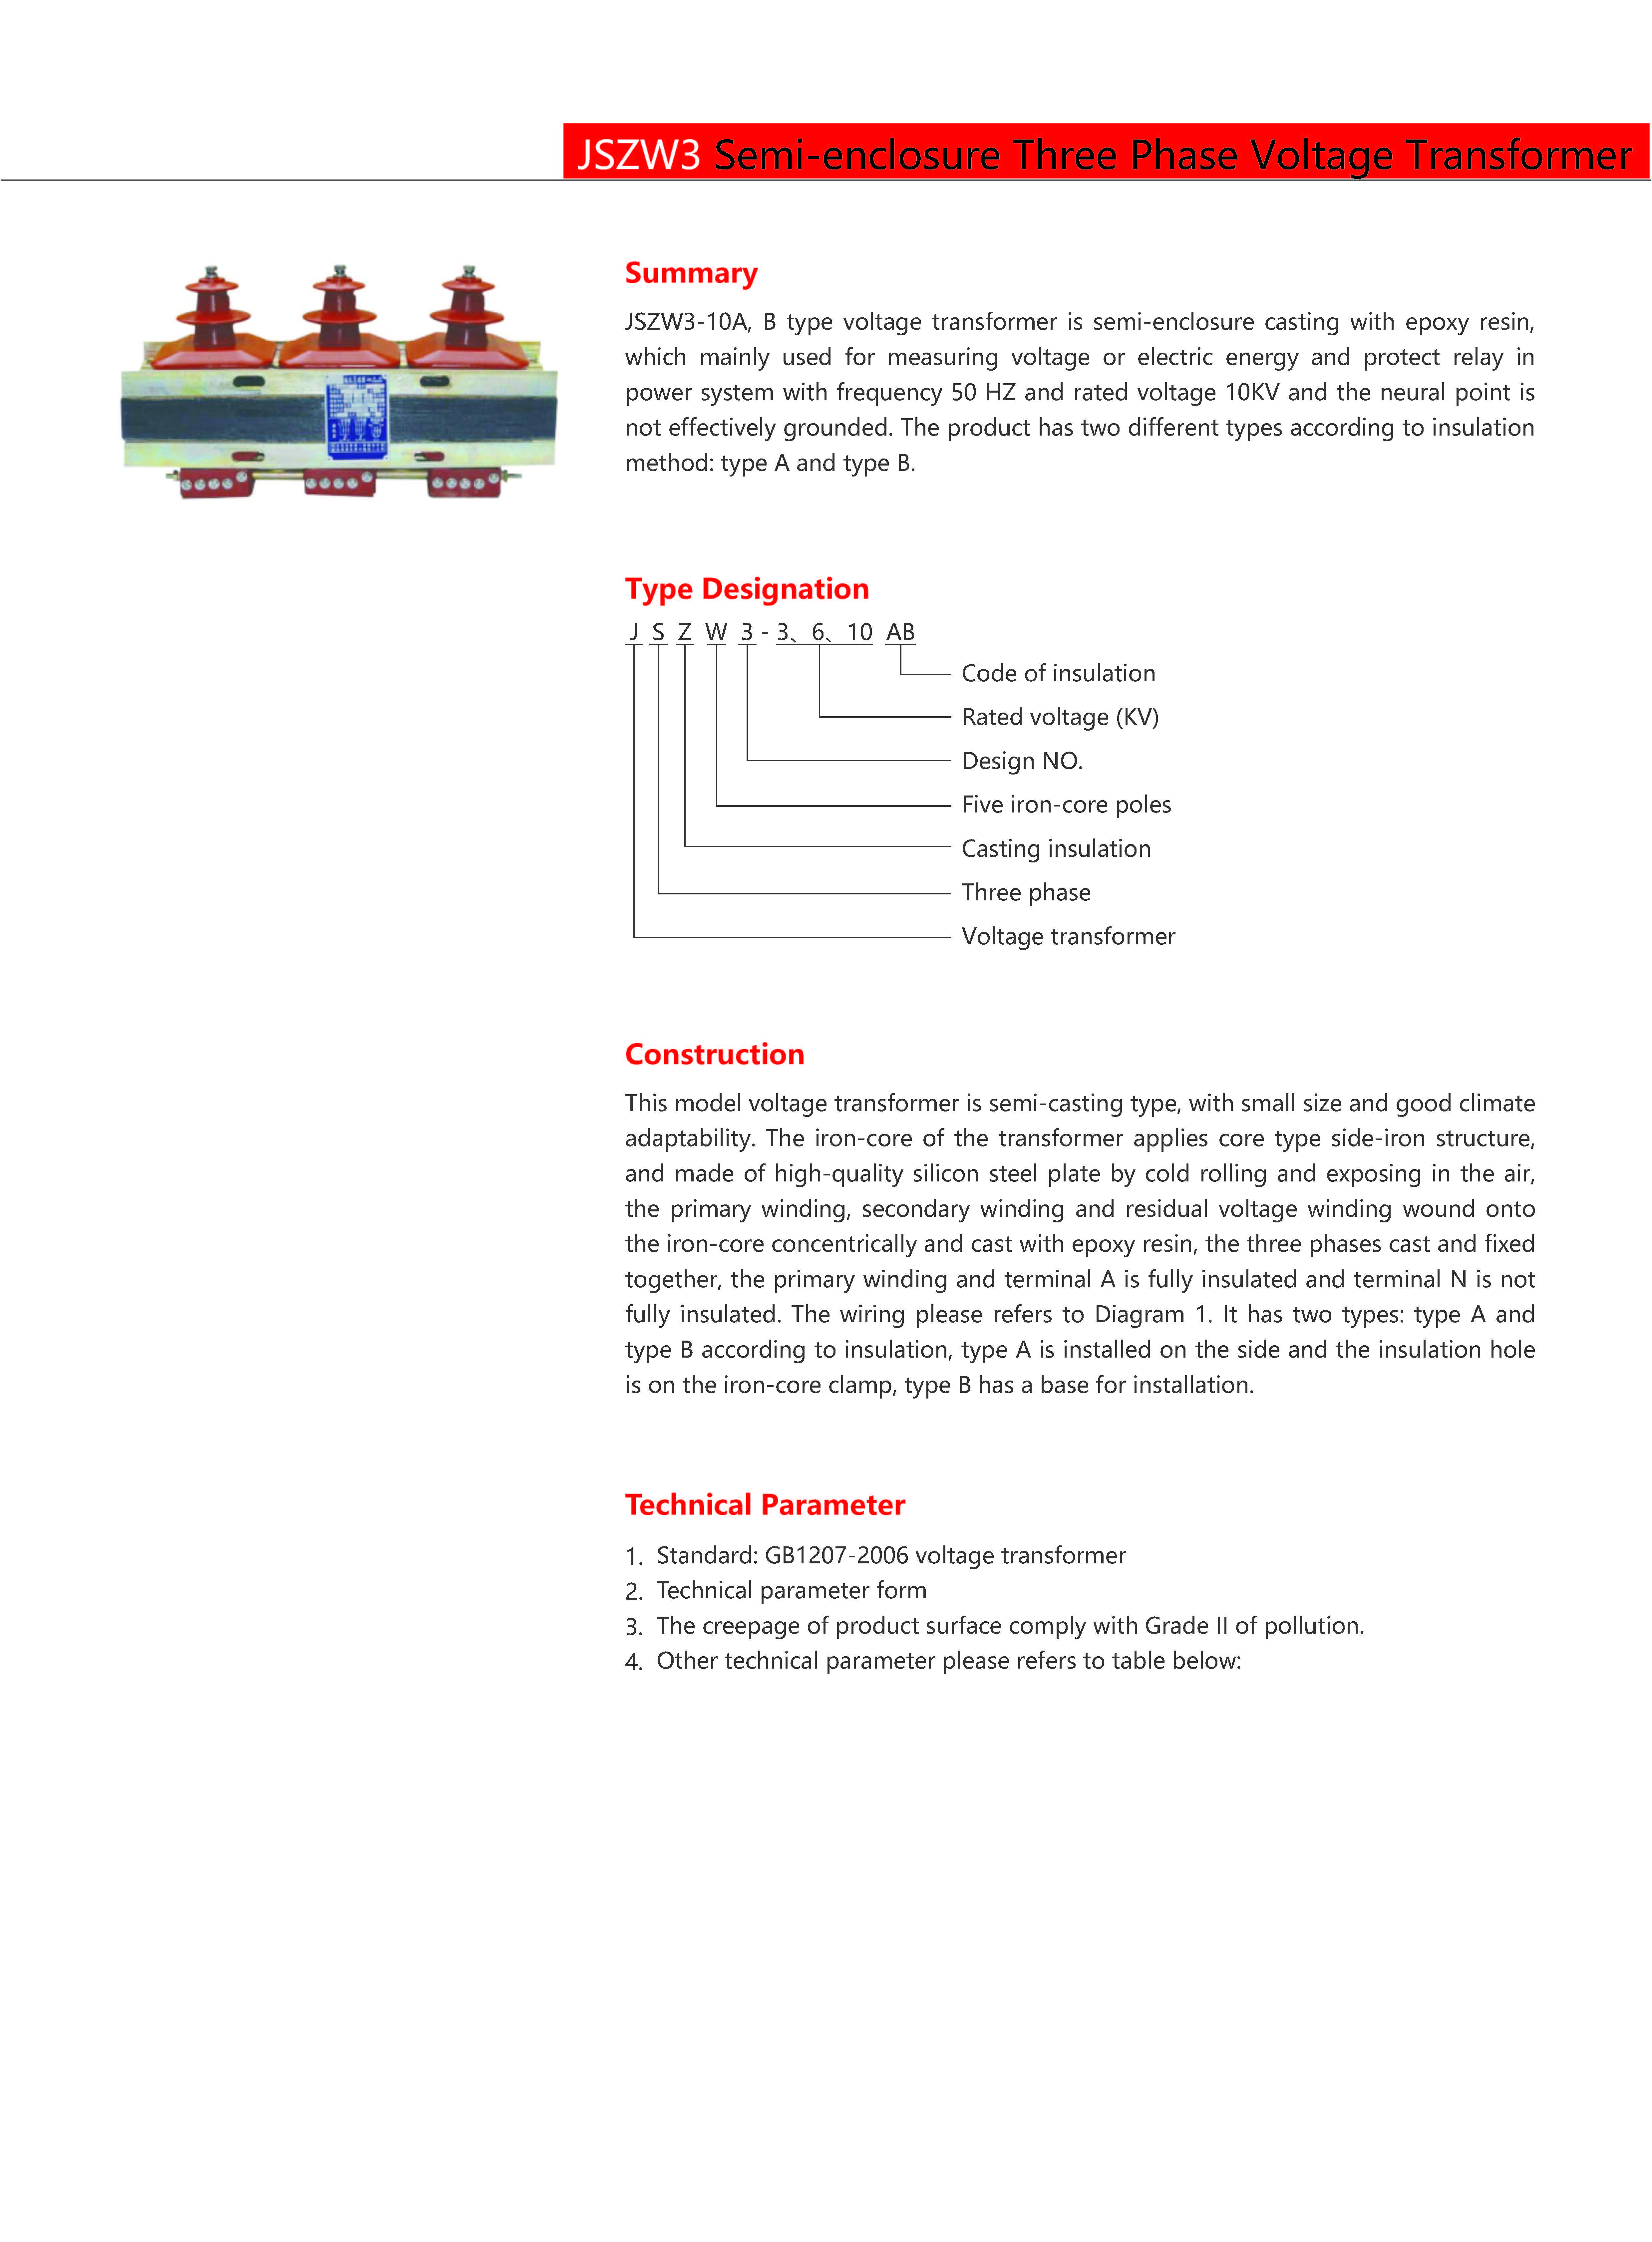 JSZW3 Semi-enclosure Three Phase Voltage Transformer
Summary
JSZW3-10A, B type voltage transformer is semi-enclosure casting with epoxy resin,
which mainly used for measuring voltage or electric energy and protect relay in
power system with frequency 50 HZ and rated voltage 10KV and the neural point is
not effectively grounded. The product has two different types according to insulation
method: type A and type B.
Type Designation
J S Z W 3 - 3、6、10 AB
Code of insulation
Rated voltage (KV)
Design NO.
Five iron-core poles
Casting insulation
Three phase
Voltage transformer
Construction
This model voltage transformer is semi-casting type, with small size and good climate
adaptability. The iron-core of the transformer applies core type side-iron structure,
and made of high-quality silicon steel plate by cold rolling and exposing in the air,
the primary winding, secondary winding and residual voltage winding wound onto
the iron-core concentrically and cast with epoxy resin, the three phases cast and fixed
together, the primary winding and terminal A is fully insulated and terminal N is not
fully insulated. The wiring please refers to Diagram 1. It has two types: type A and
type B according to insulation, type A is installed on the side and the insulation hole
is on the iron-core clamp, type B has a base for installation.
Technical Parameter
1. Standard: GB1207-2006 voltage transformer
2. Technical parameter form
3. The creepage of product surface comply with Grade II of pollution.
4. Other technical parameter please refers to table below: